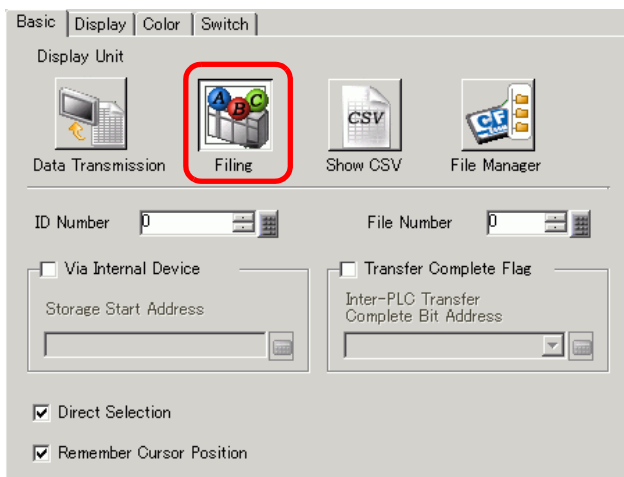 Basic Display Color Switch
Display Unit
A B C CSV CF
Data Transmission Filing Show CSV File Manager
ID Number 0 File Number 0
Via Internal Device Transfer Complete Flag
Storage Start Address Inter-PLC Transfer
Complete Bit Address
Direct Selection
Remember Cursor Position